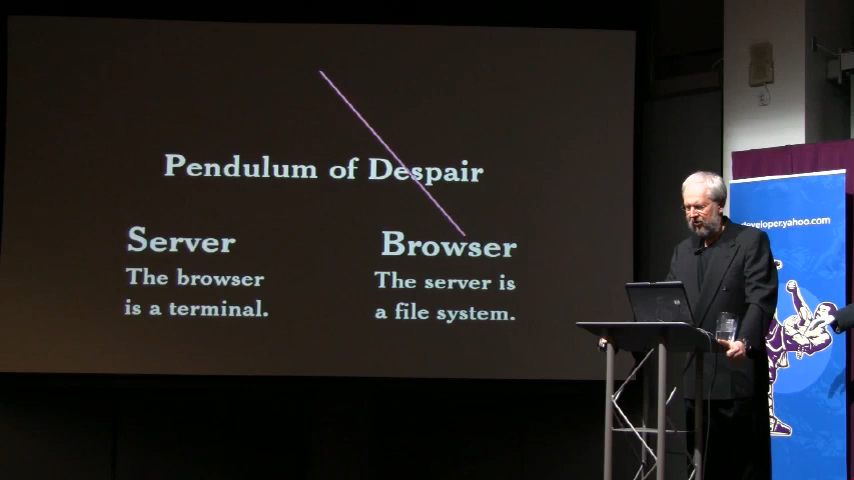 Pendulum of Despair
Server
The browser
is a terminal.
Browser
The server is
a file system.
developer.yahoo.com